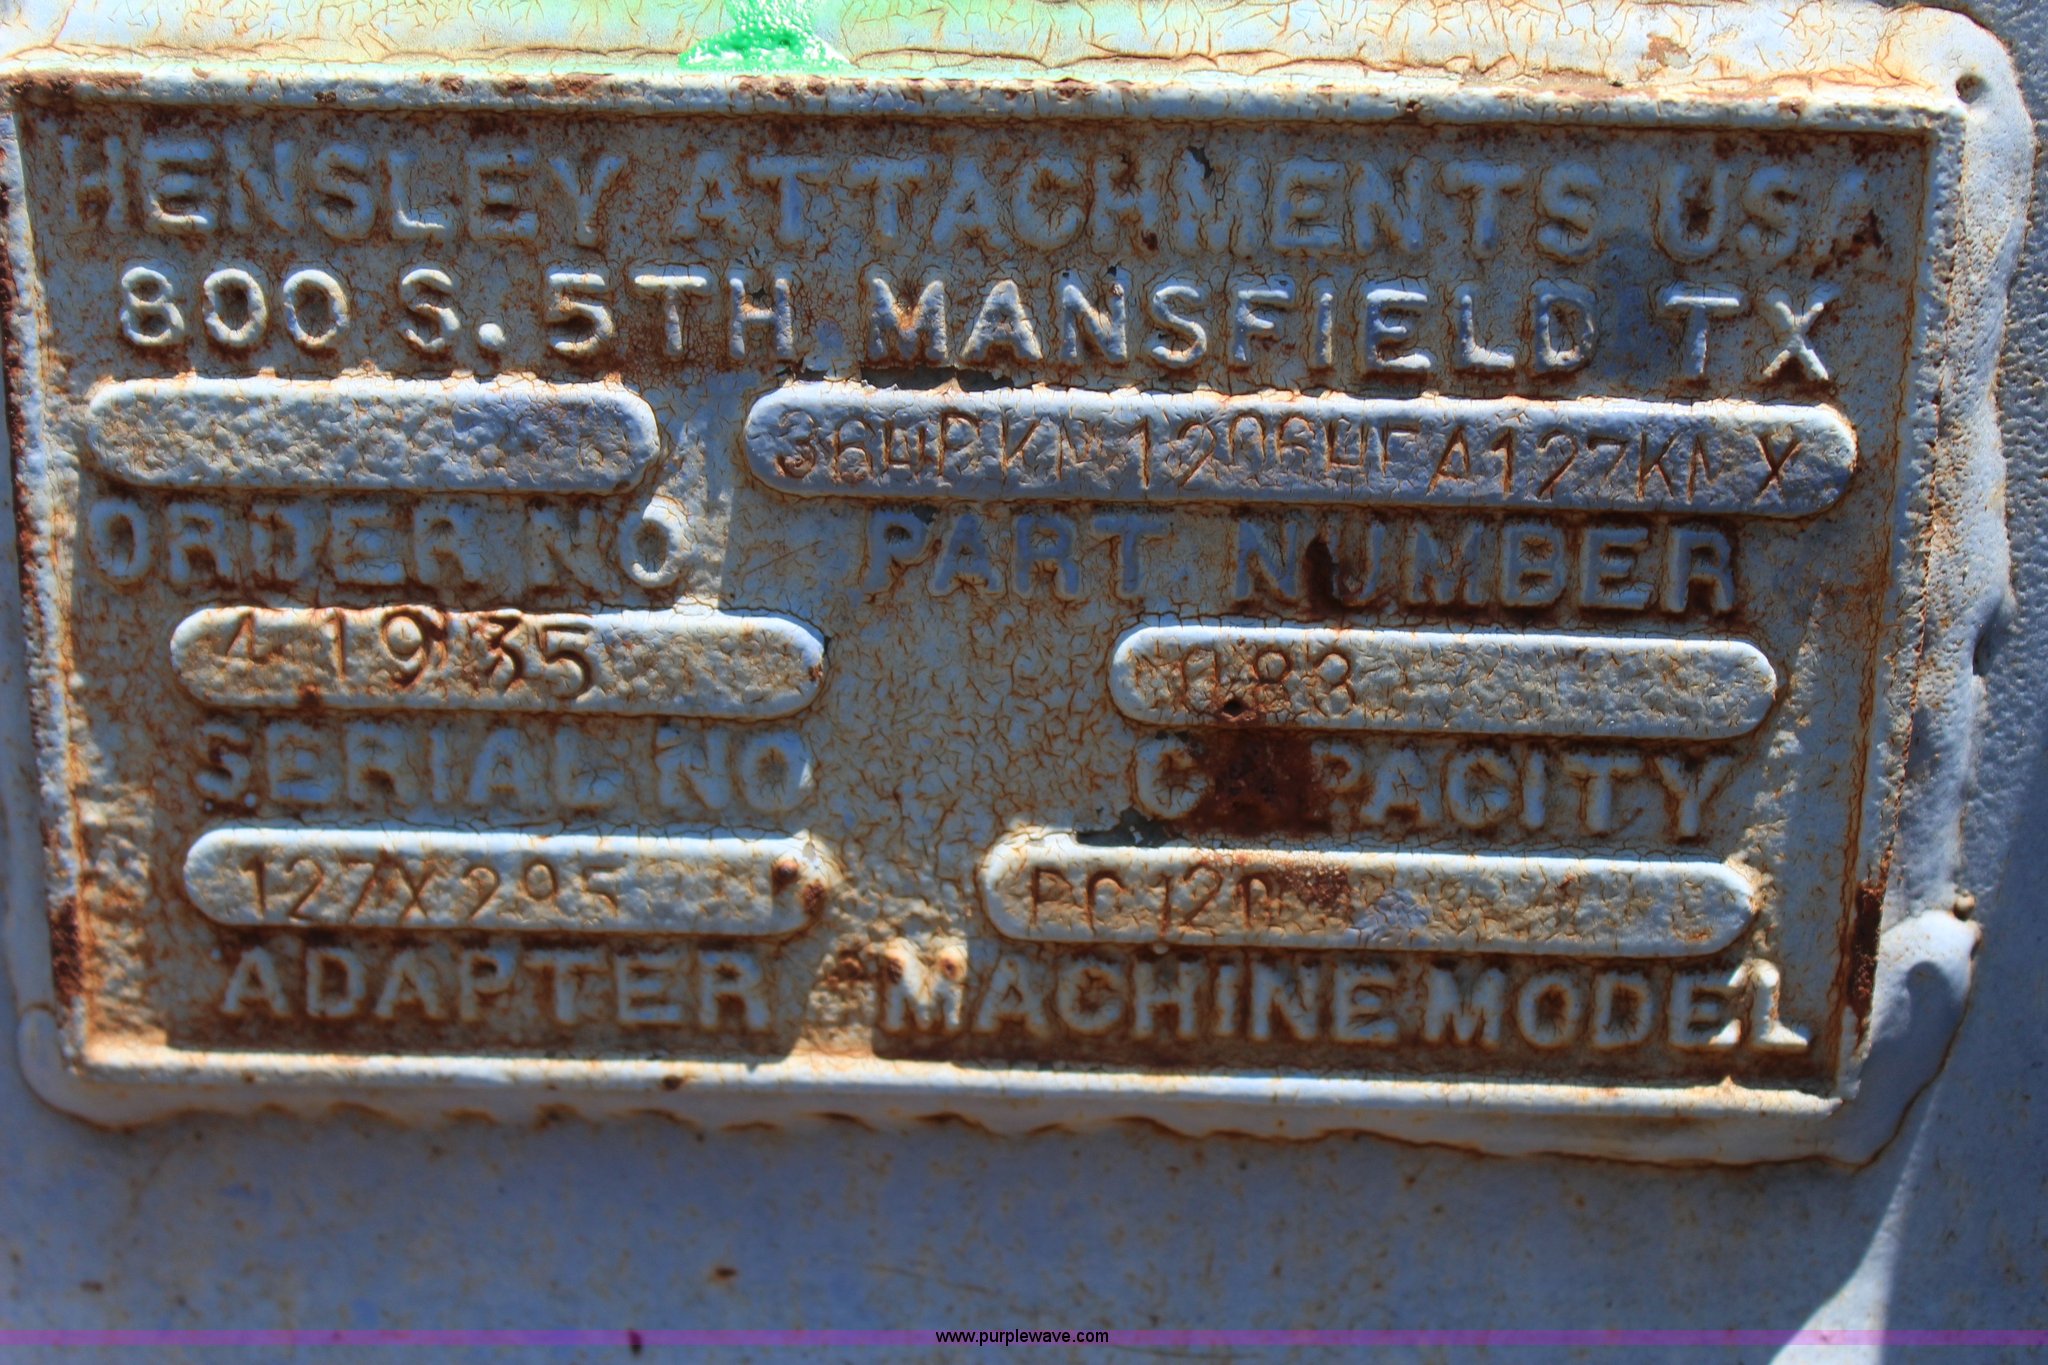 HENSLEY ATTACHMENTS USA
800 S. 5TH MANSFIELD TX
ORDER NO PART NUMBER
SERIAL NO CAPACITY
127X295 PC120
ADAPTER MACHINE MODEL
www.purplewave.com